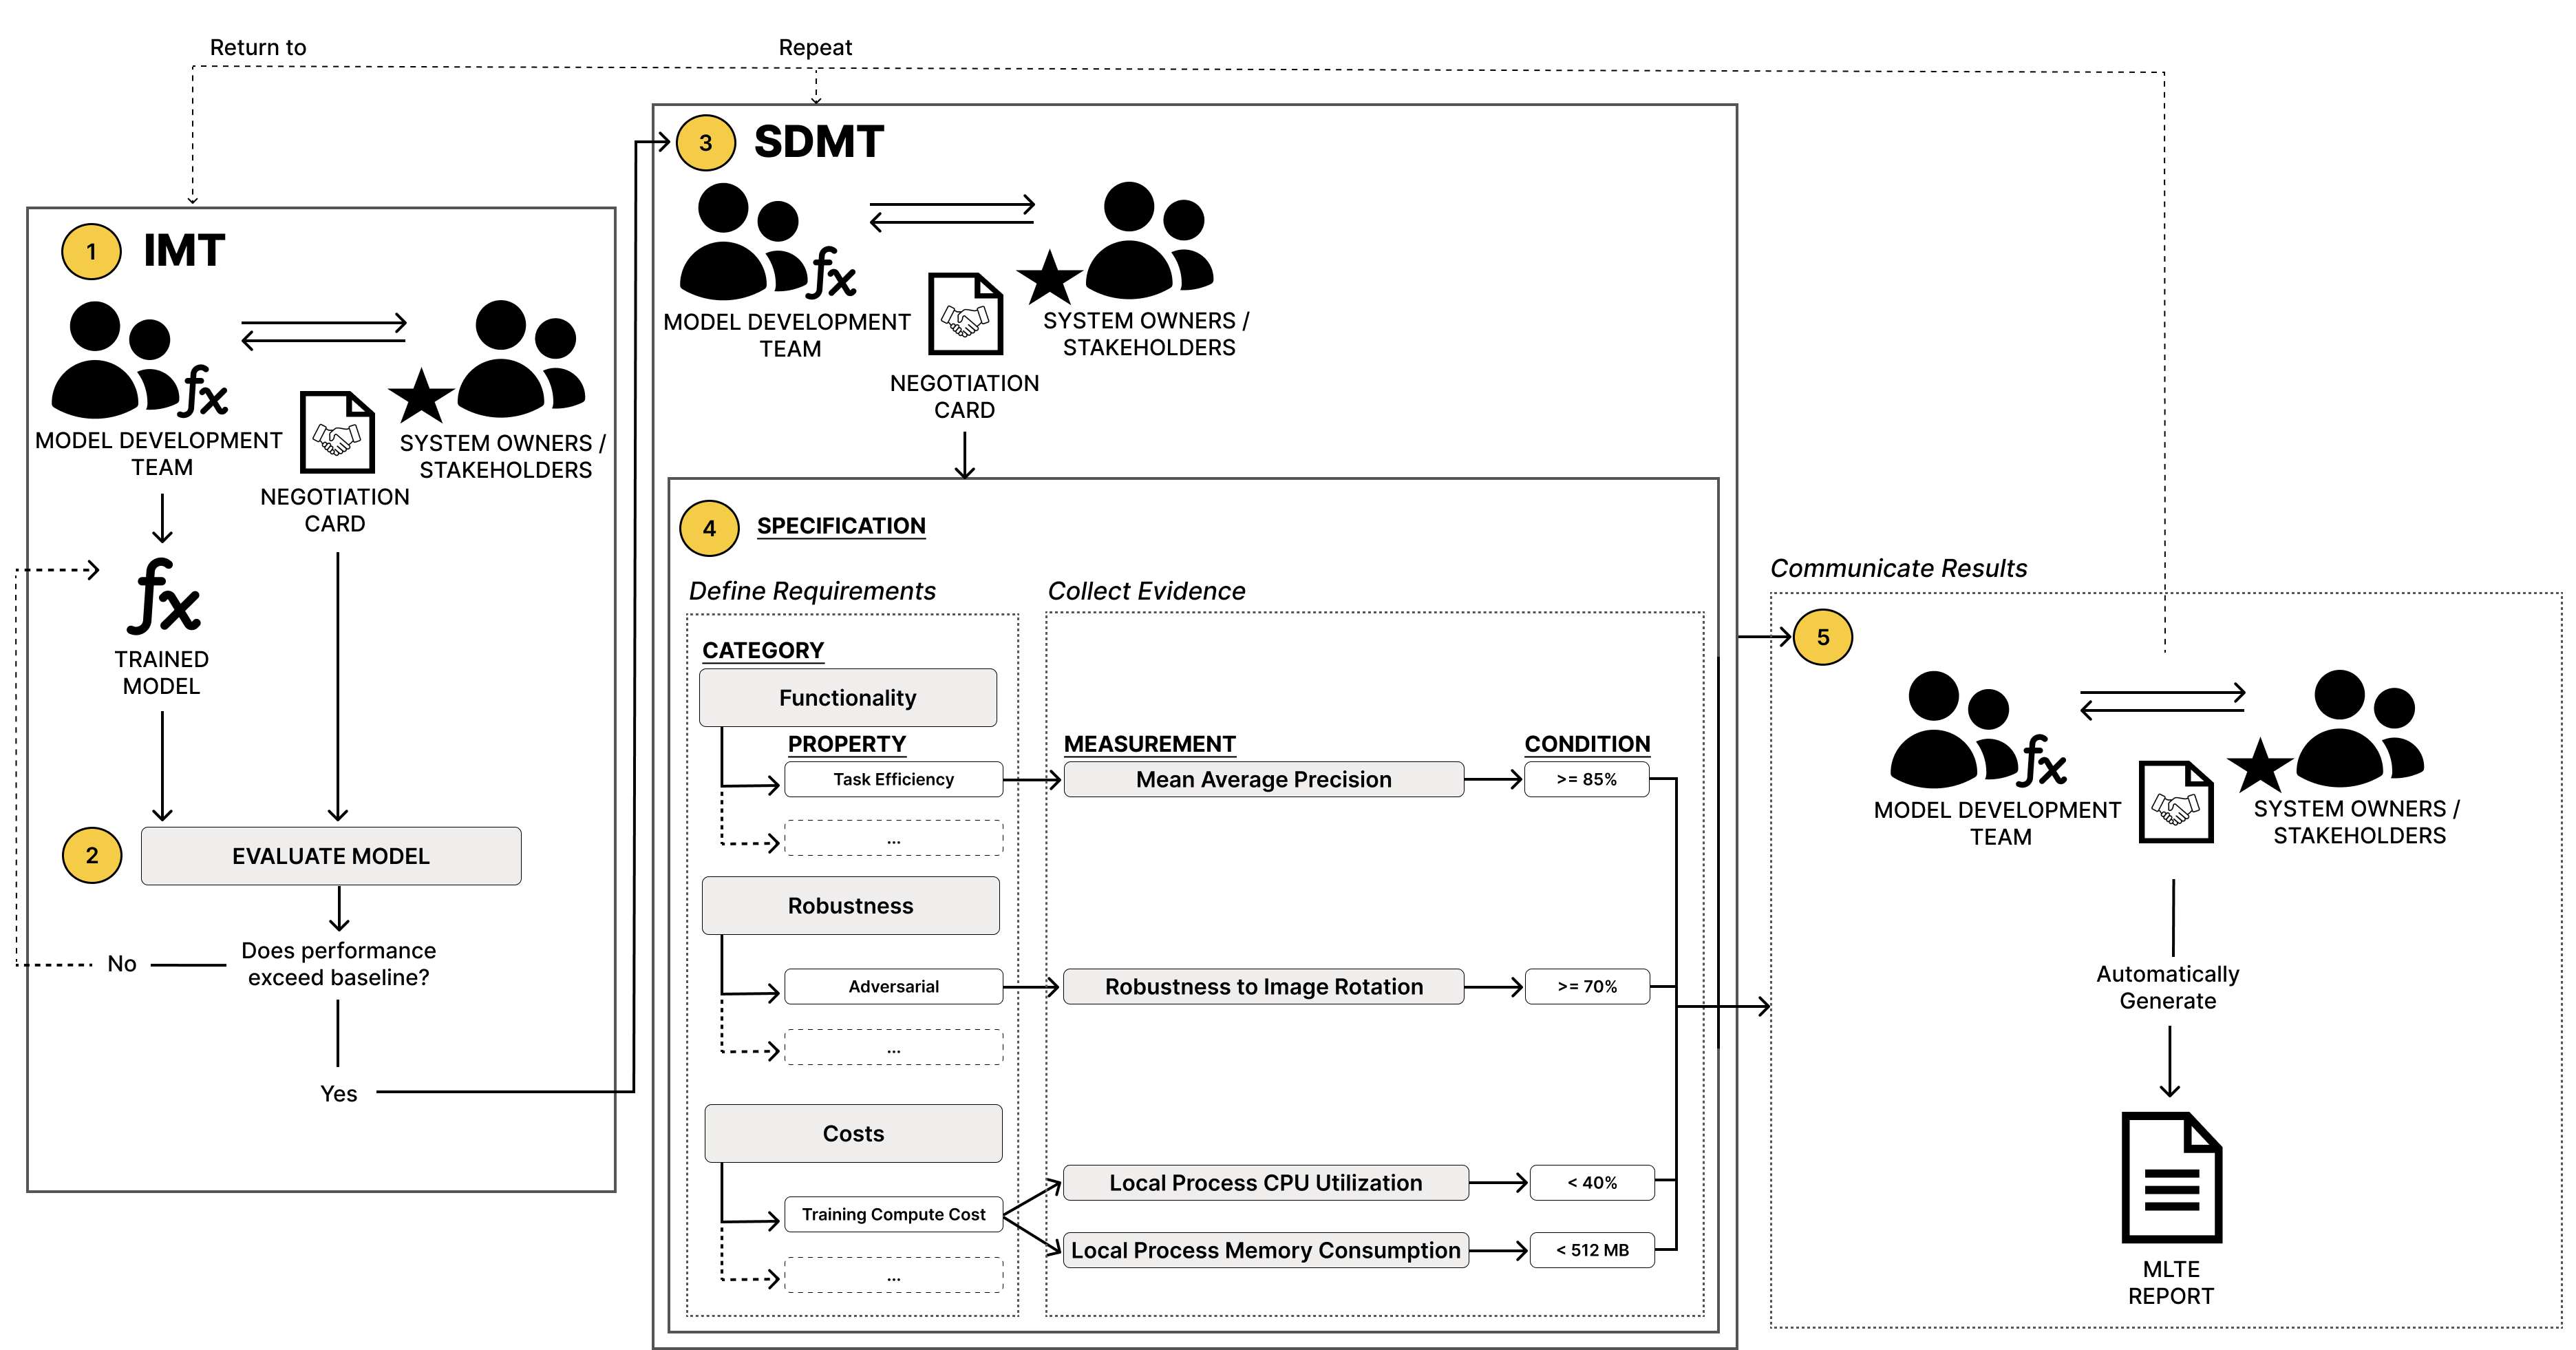 Return to
Repeat
1
IMT
MODEL DEVELOPMENT
TEAM
fx
NEGOTIATION
CARD
SYSTEM OWNERS /
STAKEHOLDERS
fx
TRAINED
MODEL
2
EVALUATE MODEL
Does performance
exceed baseline?
No
Yes
3
SDMT
fx
MODEL DEVELOPMENT
TEAM
NEGOTIATION
CARD
SYSTEM OWNERS /
STAKEHOLDERS
4
SPECIFICATION
Define Requirements
Collect Evidence
CATEGORY
Functionality
PROPERTY
MEASUREMENT
CONDITION
Task Efficiency
Mean Average Precision
>= 85%
...
Robustness
Adversarial
Robustness to Image Rotation
>= 70%
...
Costs
Training Compute Cost
Local Process CPU Utilization
< 40%
Local Process Memory Consumption
< 512 MB
...
Communicate Results
5
fx
MODEL DEVELOPMENT
TEAM
SYSTEM OWNERS /
STAKEHOLDERS
Automatically
Generate
MLTE
REPORT